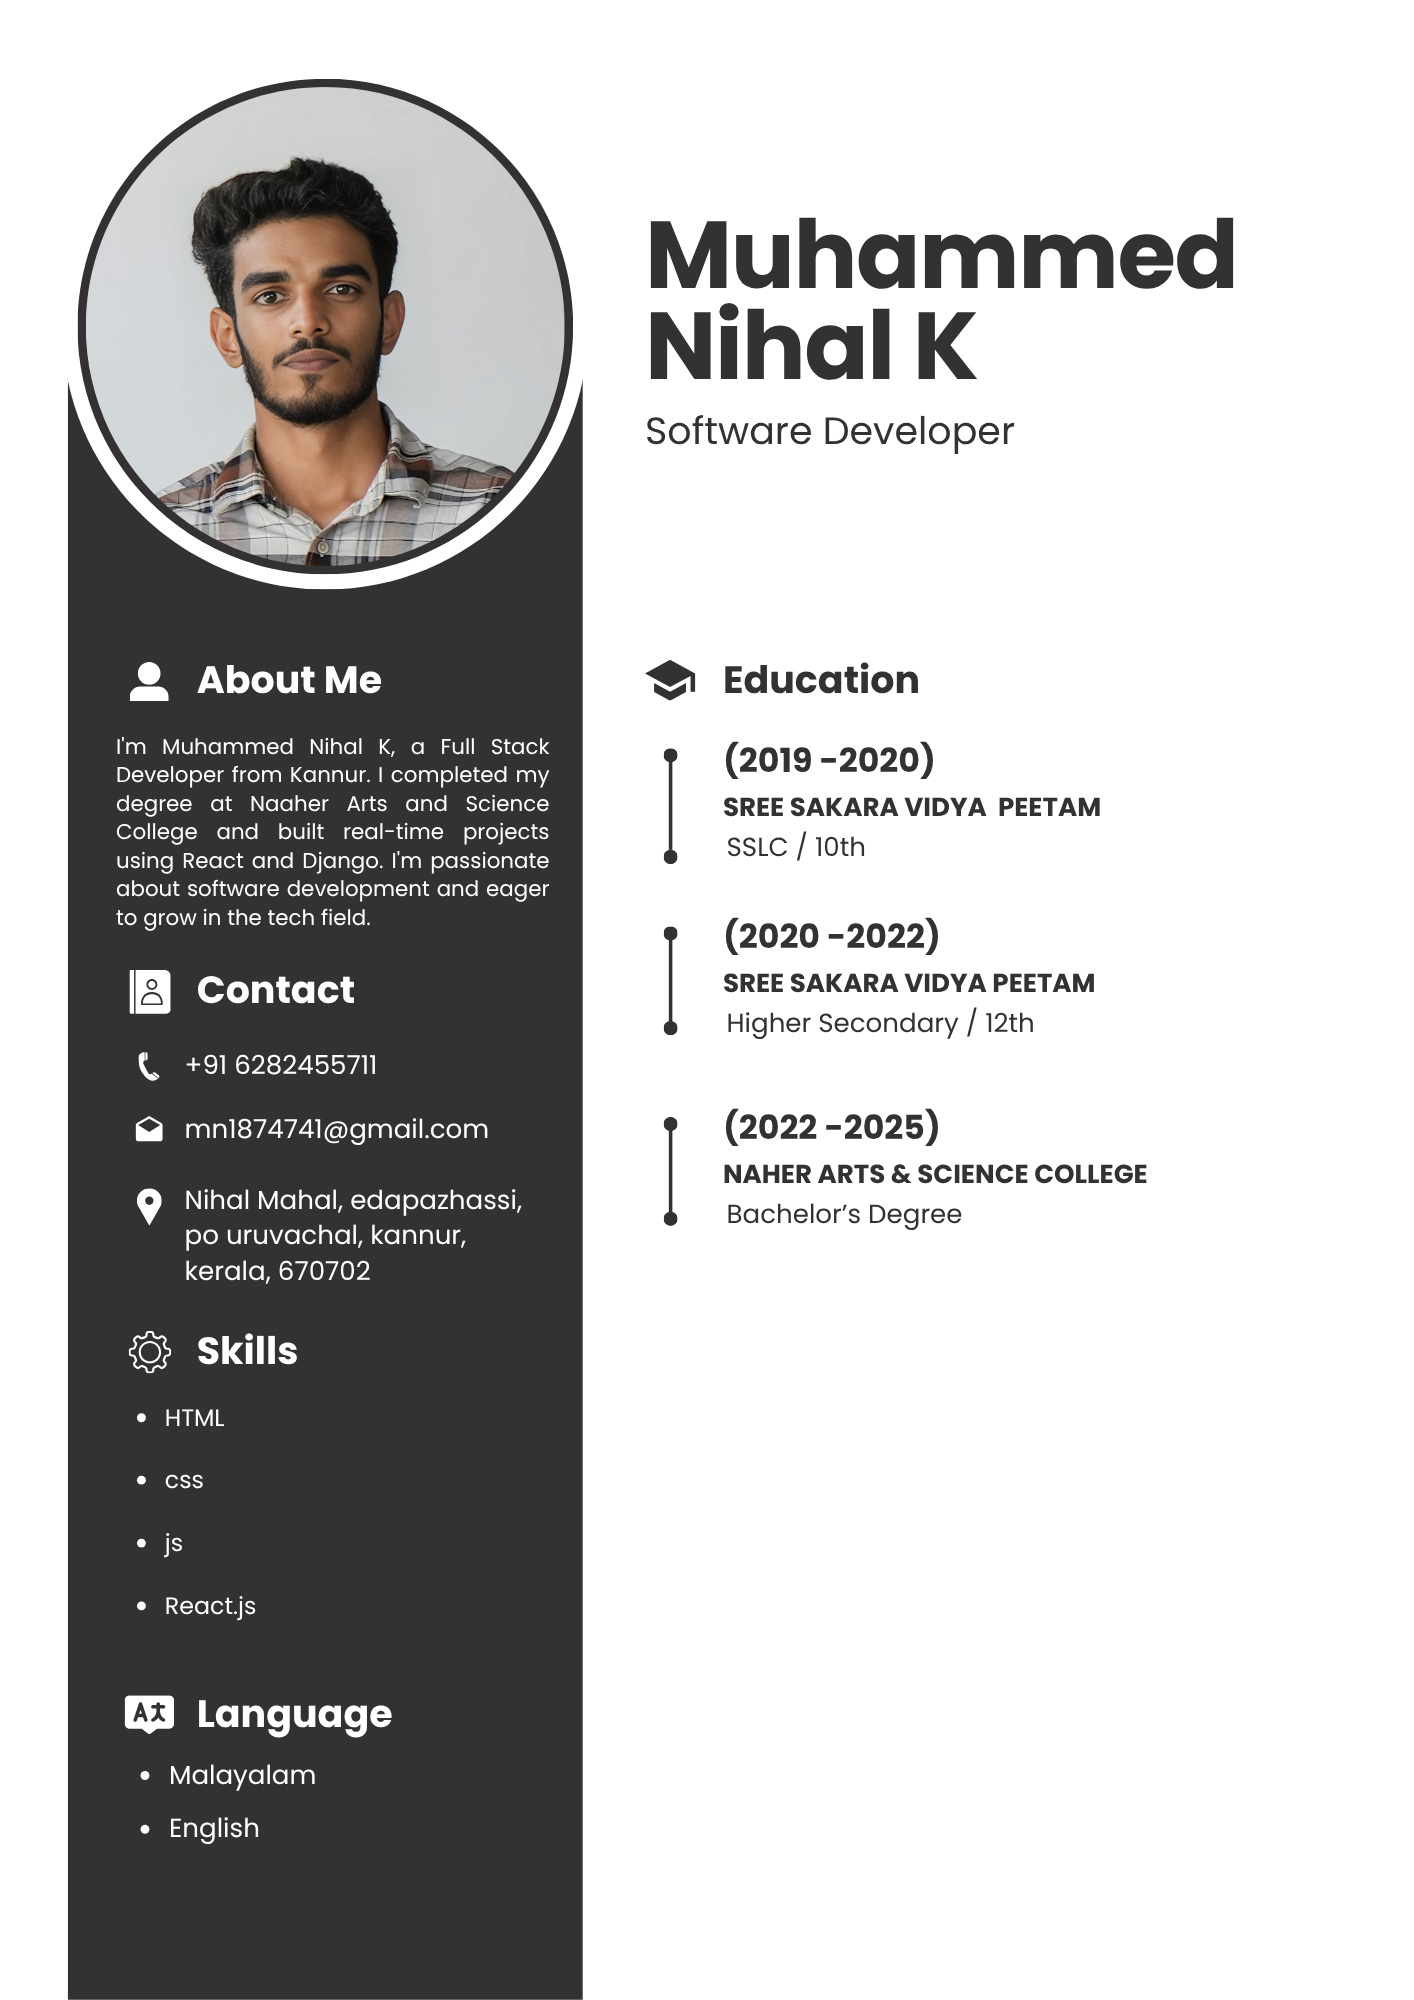 Muhammed
Nihal K
Software Developer
About Me
I'm Muhammed Nihal K, a Full Stack
Developer from Kannur. I completed my
degree at Naaher Arts and Science
College and built real-time projects
using React and Django. I'm passionate
about software development and eager
to grow in the tech field.
Contact
+91 6282455711
mn1874741@gmail.com
Nihal Mahal, edapazhassi,
po uruvachal, kannur,
kerala, 670702
Skills
HTML
css
js
React.js
Language
Malayalam
English
Education
(2019 -2020)
SREE SAKARA VIDYA  PEETAM
SSLC / 10th
(2020 -2022)
SREE SAKARA VIDYA PEETAM
Higher Secondary / 12th
(2022 -2025)
NAHER ARTS & SCIENCE COLLEGE
Bachelor’s Degree